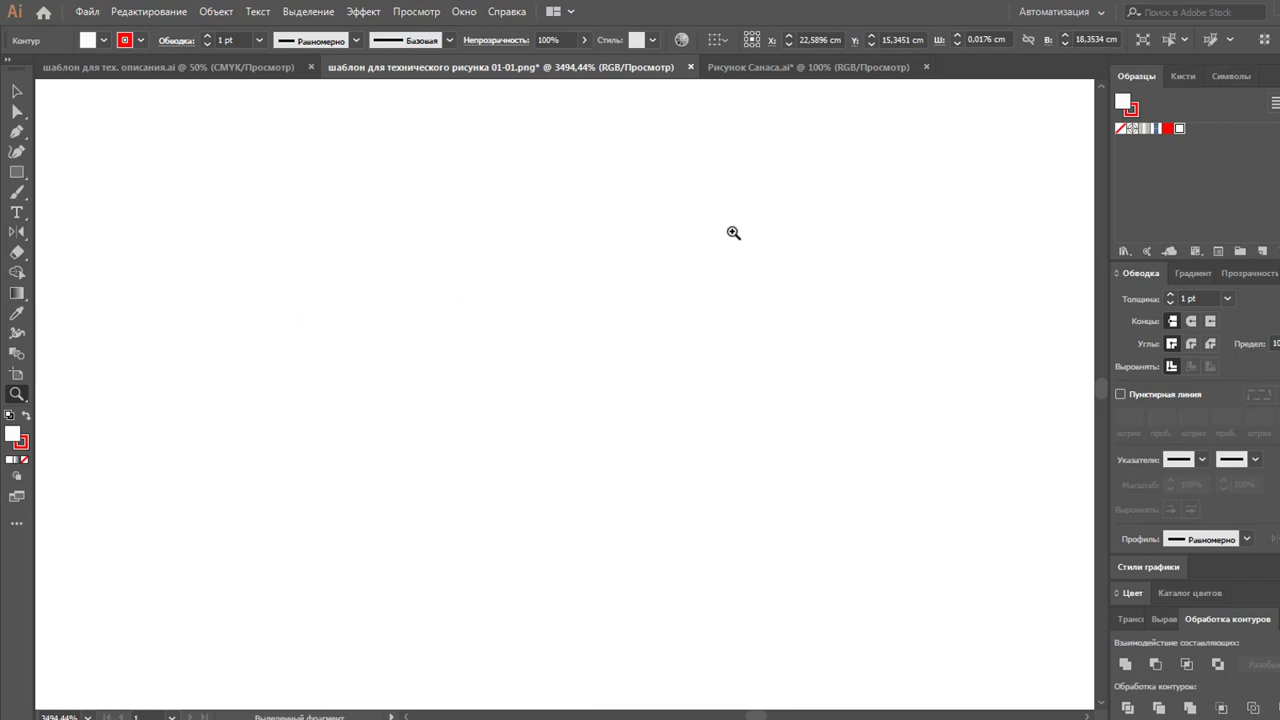 Ai Файл Редактирование Объект Текст Выделение Эффект Просмотр Окно Справка Автоматизация Поиск в Adobe Stock
Контур Обводка: 1 pt Равномерно Базовая Непрозрачность: 100% Стиль: X: 22,5896 cm Y: 15,3451 cm Ш: 0,0176 cm В: 18,3534 cm
шаблон для тех. описания.ai @ 50% (CMYK/Просмотр) шаблон для технического рисунка 01-01.png* @ 3494,44% (RGB/Просмотр) Рисунок Санаса.ai* @ 100% (RGB/Просмотр)
Образцы Кисти Символы
Обводка Градиент Прозрачность
Толщина: 1 pt
Концы:
Углы: Предел: 10
Выровнять:
Пунктирная линия
штрих проб. штрих проб. штрих
Указатели:
Масштаб: 100% 100%
Выровнять:
Профиль: Равномерно
Стили графики
Цвет Каталог цветов
Трансф Вырав Обработка контуров
Взаимодействие составляющих:
Разобра
Обработка контуров:
3494,44% 1 Выделенный фрагмент